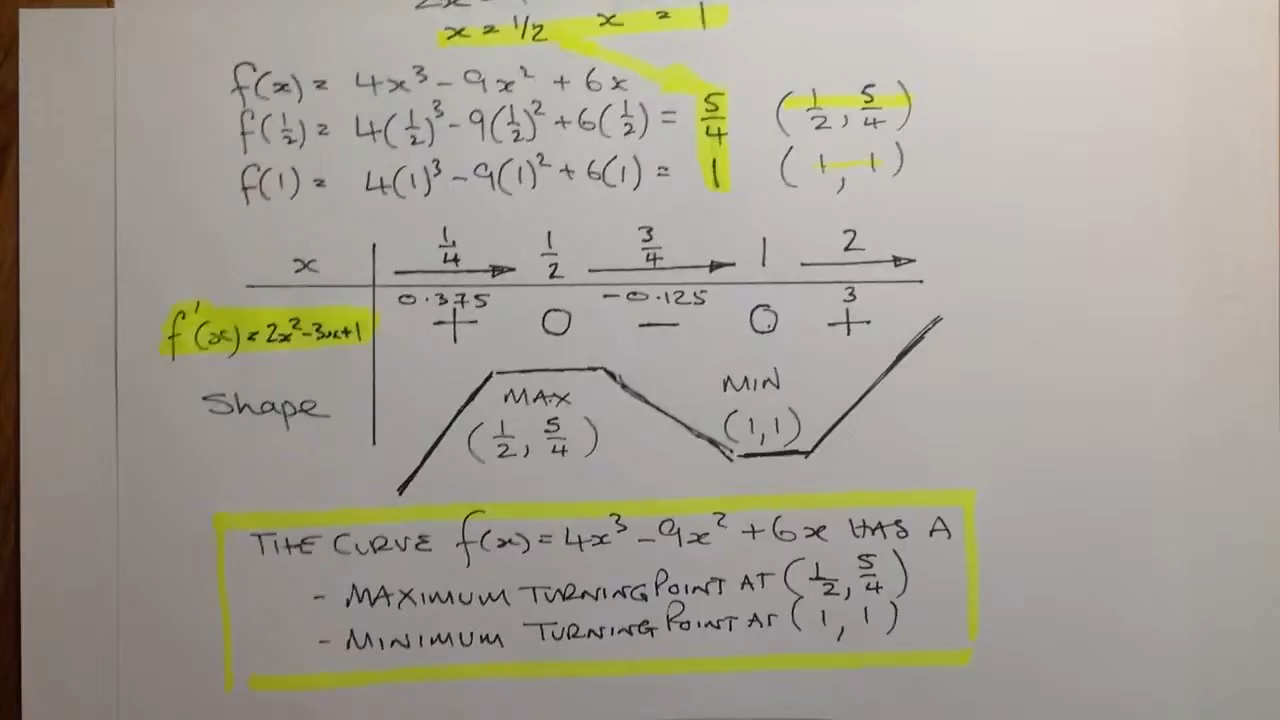 x = 1/2 x = 1
f(x) = 4x³ - 9x² + 6x
f(1/2) = 4(1/2)³ - 9(1/2)² + 6(1/2) = 5/4 (1/2, 5/4)
f(1) = 4(1)³ - 9(1)² + 6(1) = 1 (1, 1)
x 1/4 1/2 3/4 1 2
0.375 -0.125 3
f'(x) = 2x² - 3x + 1 + 0 - 0 +
Shape
MAX MIN
(1/2, 5/4) (1,1)
THE CURVE f(x) = 4x³ - 9x² + 6x HAS A
- MAXIMUM TURNING POINT AT (1/2, 5/4)
- MINIMUM TURNING POINT AT (1, 1)